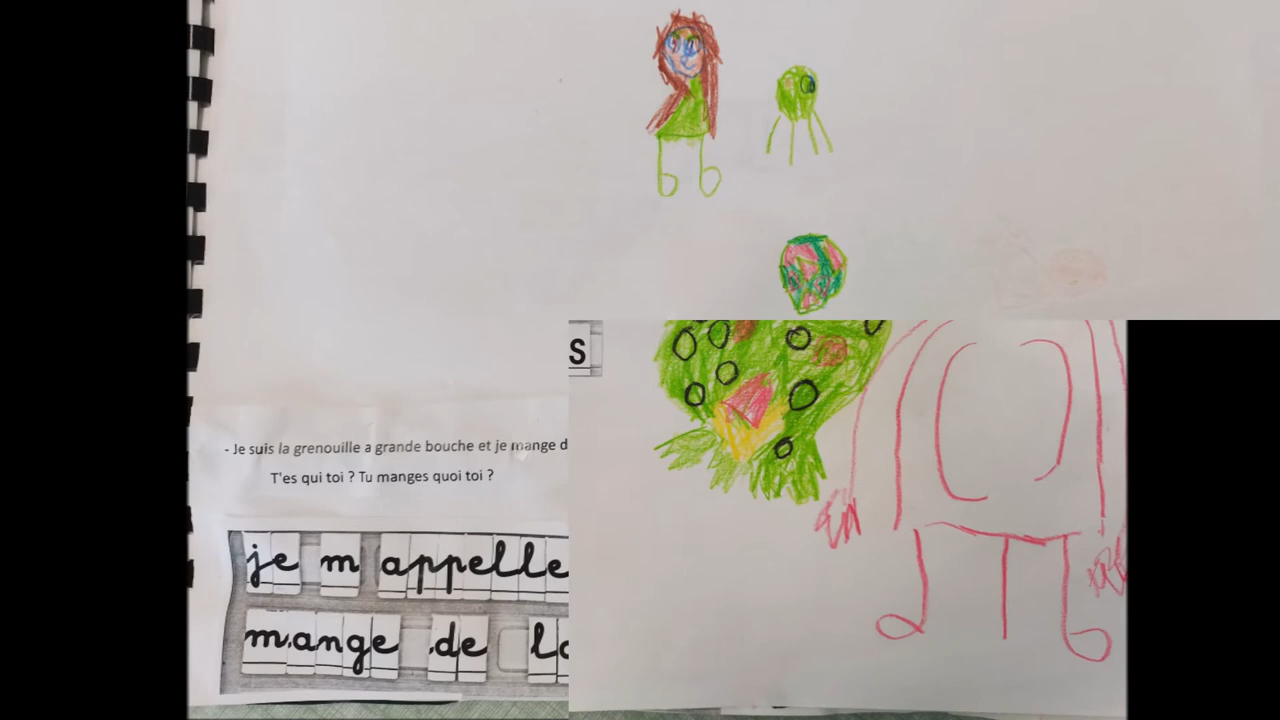 s
- Je suis la grenouille a grande bouche et je mange d
T'es qui toi ? Tu manges quoi toi ?
je m appelle
mange de